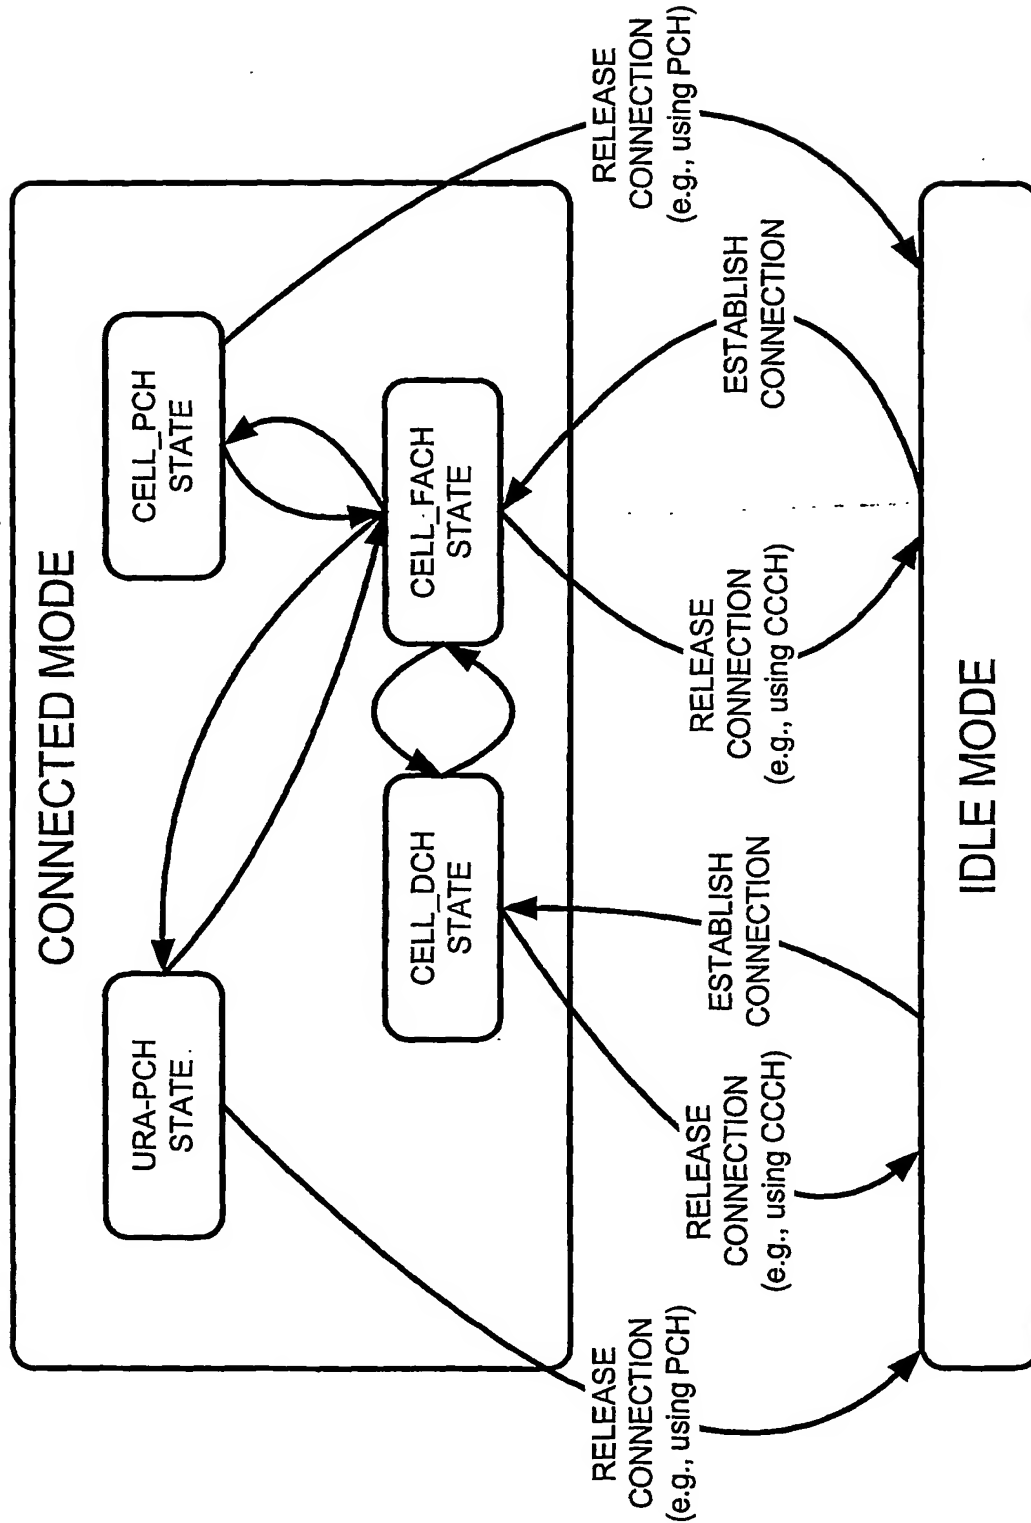 CONNECTED MODE
URA-PCH
STATE
CELL_PCH
STATE
CELL_DCH
STATE
CELL_FACH
STATE
RELEASE
CONNECTION
(e.g., using PCH)
RELEASE
CONNECTION
(e.g., using CCCH)
ESTABLISH
CONNECTION
RELEASE
CONNECTION
(e.g., using CCCH)
ESTABLISH
CONNECTION
RELEASE
CONNECTION
(e.g., using PCH)
IDLE MODE